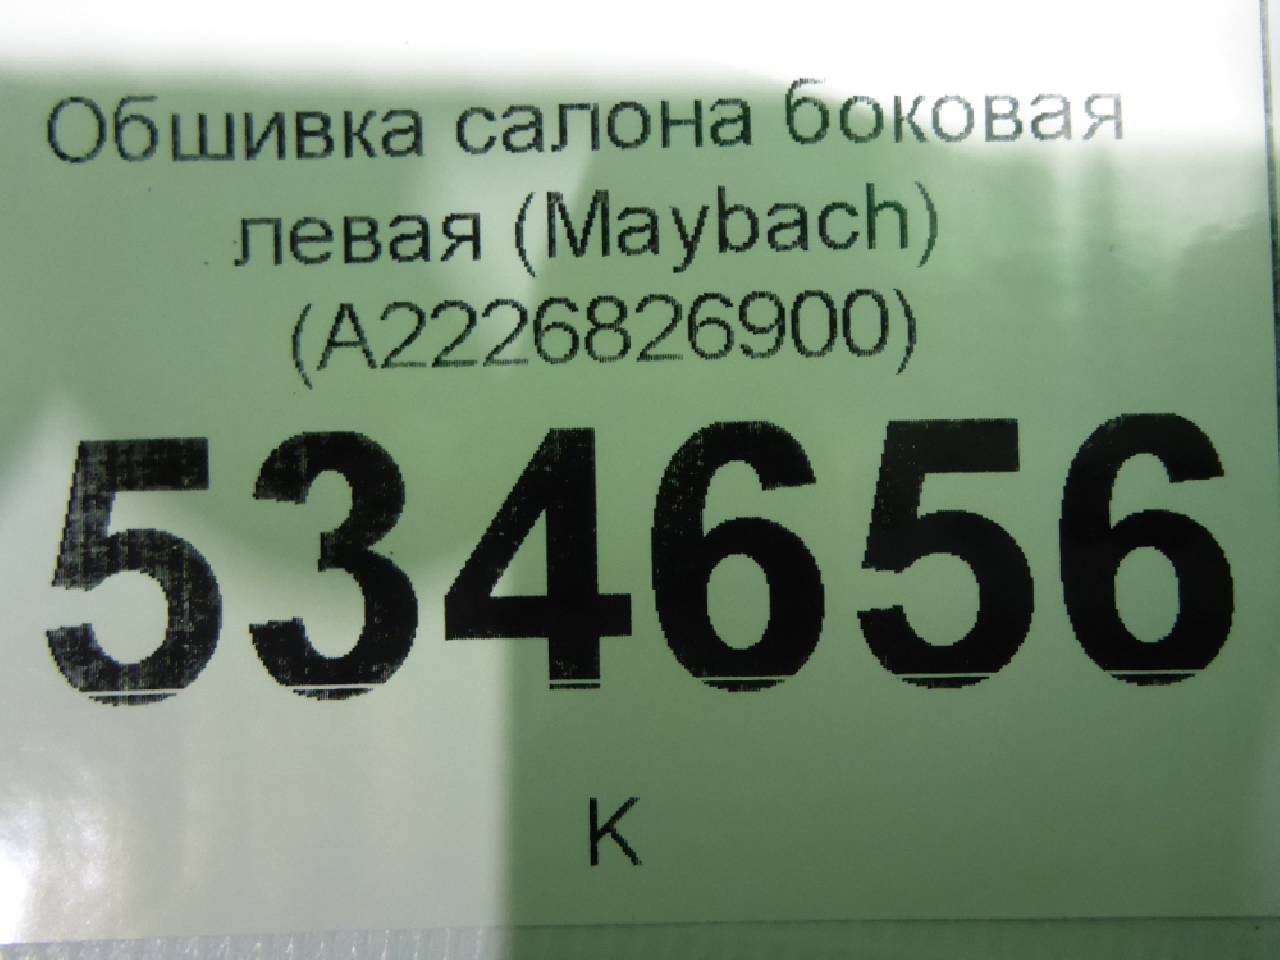 Обшивка салона боковая
левая (Maybach)
(A2226826900)
534656
K